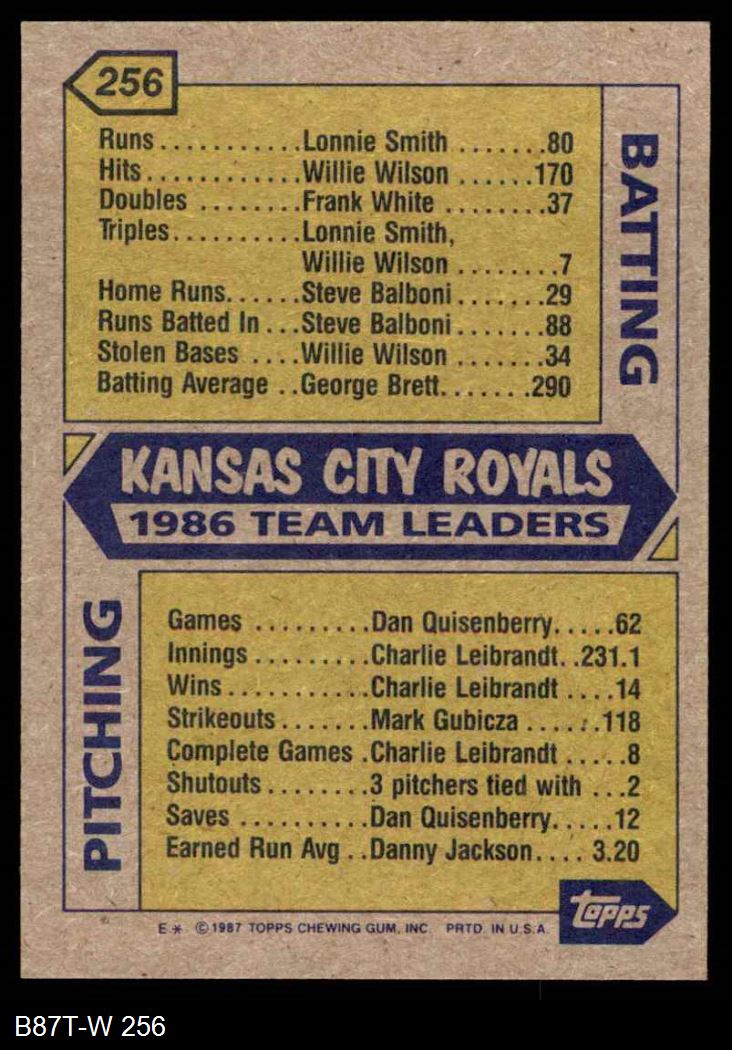 256
BATTING
Runs...........Lonnie Smith .......80
Hits............Willie Wilson ......170
Doubles ........Frank White ........37
Triples..........Lonnie Smith,
Willie Wilson ........7
Home Runs......Steve Balboni.......29
Runs Batted In ...Steve Balboni.......88
Stolen Bases ....Willie Wilson .......34
Batting Average ..George Brett.......290
KANSAS CITY ROYALS
1986 TEAM LEADERS
PITCHING
Games .........Dan Quisenberry.....62
Innings .........Charlie Leibrandt. .231.1
Wins...........Charlie Leibrandt ....14
Strikeouts.......Mark Gubicza ......118
Complete Games .Charlie Leibrandt .....8
Shutouts........3 pitchers tied with ...2
Saves ..........Dan Quisenberry.....12
Earned Run Avg ..Danny Jackson.... 3.20
topps
E* ©1987 TOPPS CHEWING GUM, INC. PRTD. IN U.S.A.
B87T-W 256